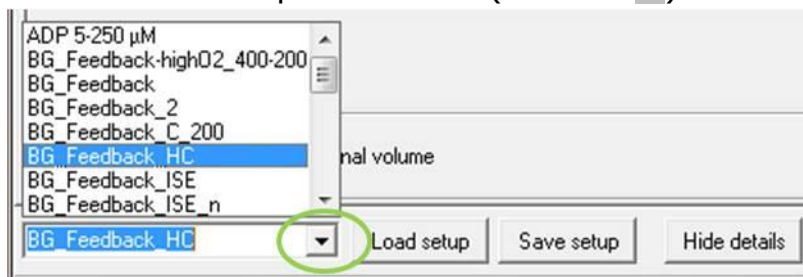 ADP 5-250 µM
BG_Feedback-highO2_400-200
BG_Feedback
BG_Feedback_2
BG_Feedback_C_200
BG_Feedback_HC
BG_Feedback_ISE
BG_Feedback_ISE_n
nal volume
BG_Feedback_HC
Load setup
Save setup
Hide details